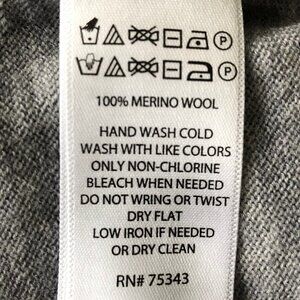 P
P
100% MERINO WOOL
HAND WASH COLD
WASH WITH LIKE COLORS
ONLY NON-CHLORINE
BLEACH WHEN NEEDED
DO NOT WRING OR TWIST
DRY FLAT
LOW IRON IF NEEDED
OR DRY CLEAN
RN# 75343